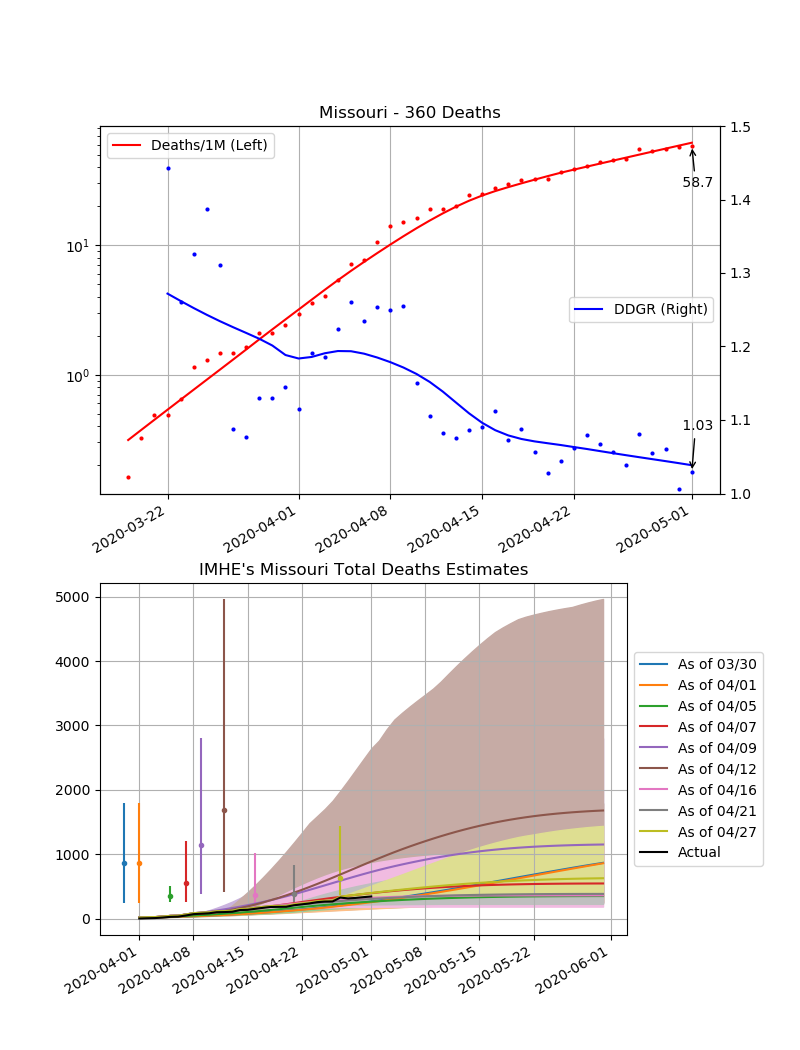 Missouri - 360 Deaths
Deaths/1M (Left)
DDGR (Right)
10^1
10^0
1.5
1.4
1.3
1.2
1.1
1.0
58.7
1.03
2020-03-22
2020-04-01
2020-04-08
2020-04-15
2020-04-22
2020-05-01
IMHE's Missouri Total Deaths Estimates
5000
4000
3000
2000
1000
0
2020-04-01
2020-04-08
2020-04-15
2020-04-22
2020-05-01
2020-05-08
2020-05-15
2020-05-22
2020-06-01
As of 03/30
As of 04/01
As of 04/05
As of 04/07
As of 04/09
As of 04/12
As of 04/16
As of 04/21
As of 04/27
Actual